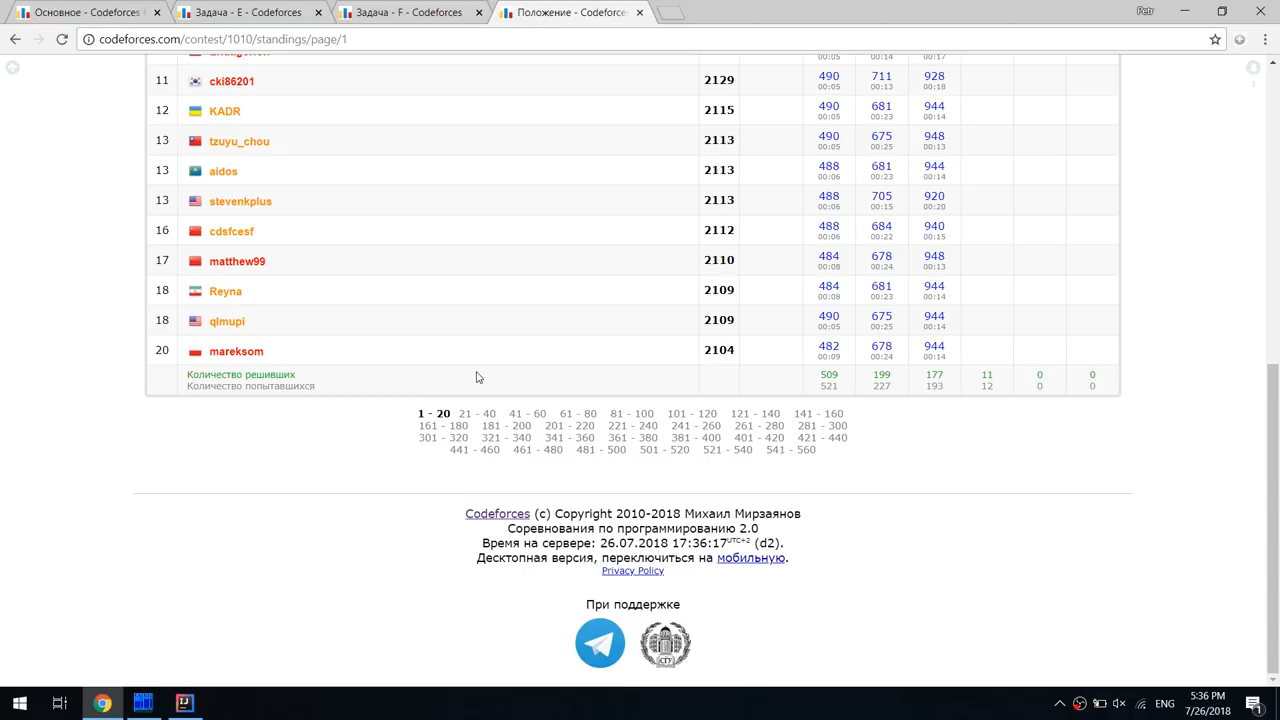 Основное - Codeforces
Задача - E - Codeforces
Задача - F - Codeforces
Положение - Codeforces
Petr
codeforces.com/contest/1010/standings/page/1
00:05 00:14 00:17
11 cki86201 2129 490 711 928
00:05 00:13 00:18
12 KADR 2115 490 681 944
00:05 00:23 00:14
13 tzuyu_chou 2113 490 675 948
00:05 00:25 00:13
13 aidos 2113 488 681 944
00:06 00:23 00:14
13 stevenkplus 2113 488 705 920
00:06 00:15 00:20
16 cdsfcesf 2112 488 684 940
00:06 00:22 00:15
17 matthew99 2110 484 678 948
00:08 00:24 00:13
18 Reyna 2109 484 681 944
00:08 00:23 00:14
18 qlmupi 2109 490 675 944
00:05 00:25 00:14
20 mareksom 2104 482 678 944
00:09 00:24 00:14
Количество решивших 509 199 177 11 0 0
Количество попытавшихся 521 227 193 12 0 0
1 - 20 21 - 40 41 - 60 61 - 80 81 - 100 101 - 120 121 - 140 141 - 160
161 - 180 181 - 200 201 - 220 221 - 240 241 - 260 261 - 280 281 - 300
301 - 320 321 - 340 341 - 360 361 - 380 381 - 400 401 - 420 421 - 440
441 - 460 461 - 480 481 - 500 501 - 520 521 - 540 541 - 560
Codeforces (c) Copyright 2010-2018 Михаил Мирзаянов
Соревнования по программированию 2.0
Время на сервере: 26.07.2018 17:36:17 UTC+2 (d2).
Десктопная версия, переключиться на мобильную.
Privacy Policy
При поддержке
СГУ
ENG
5:36 PM
7/26/2018
1